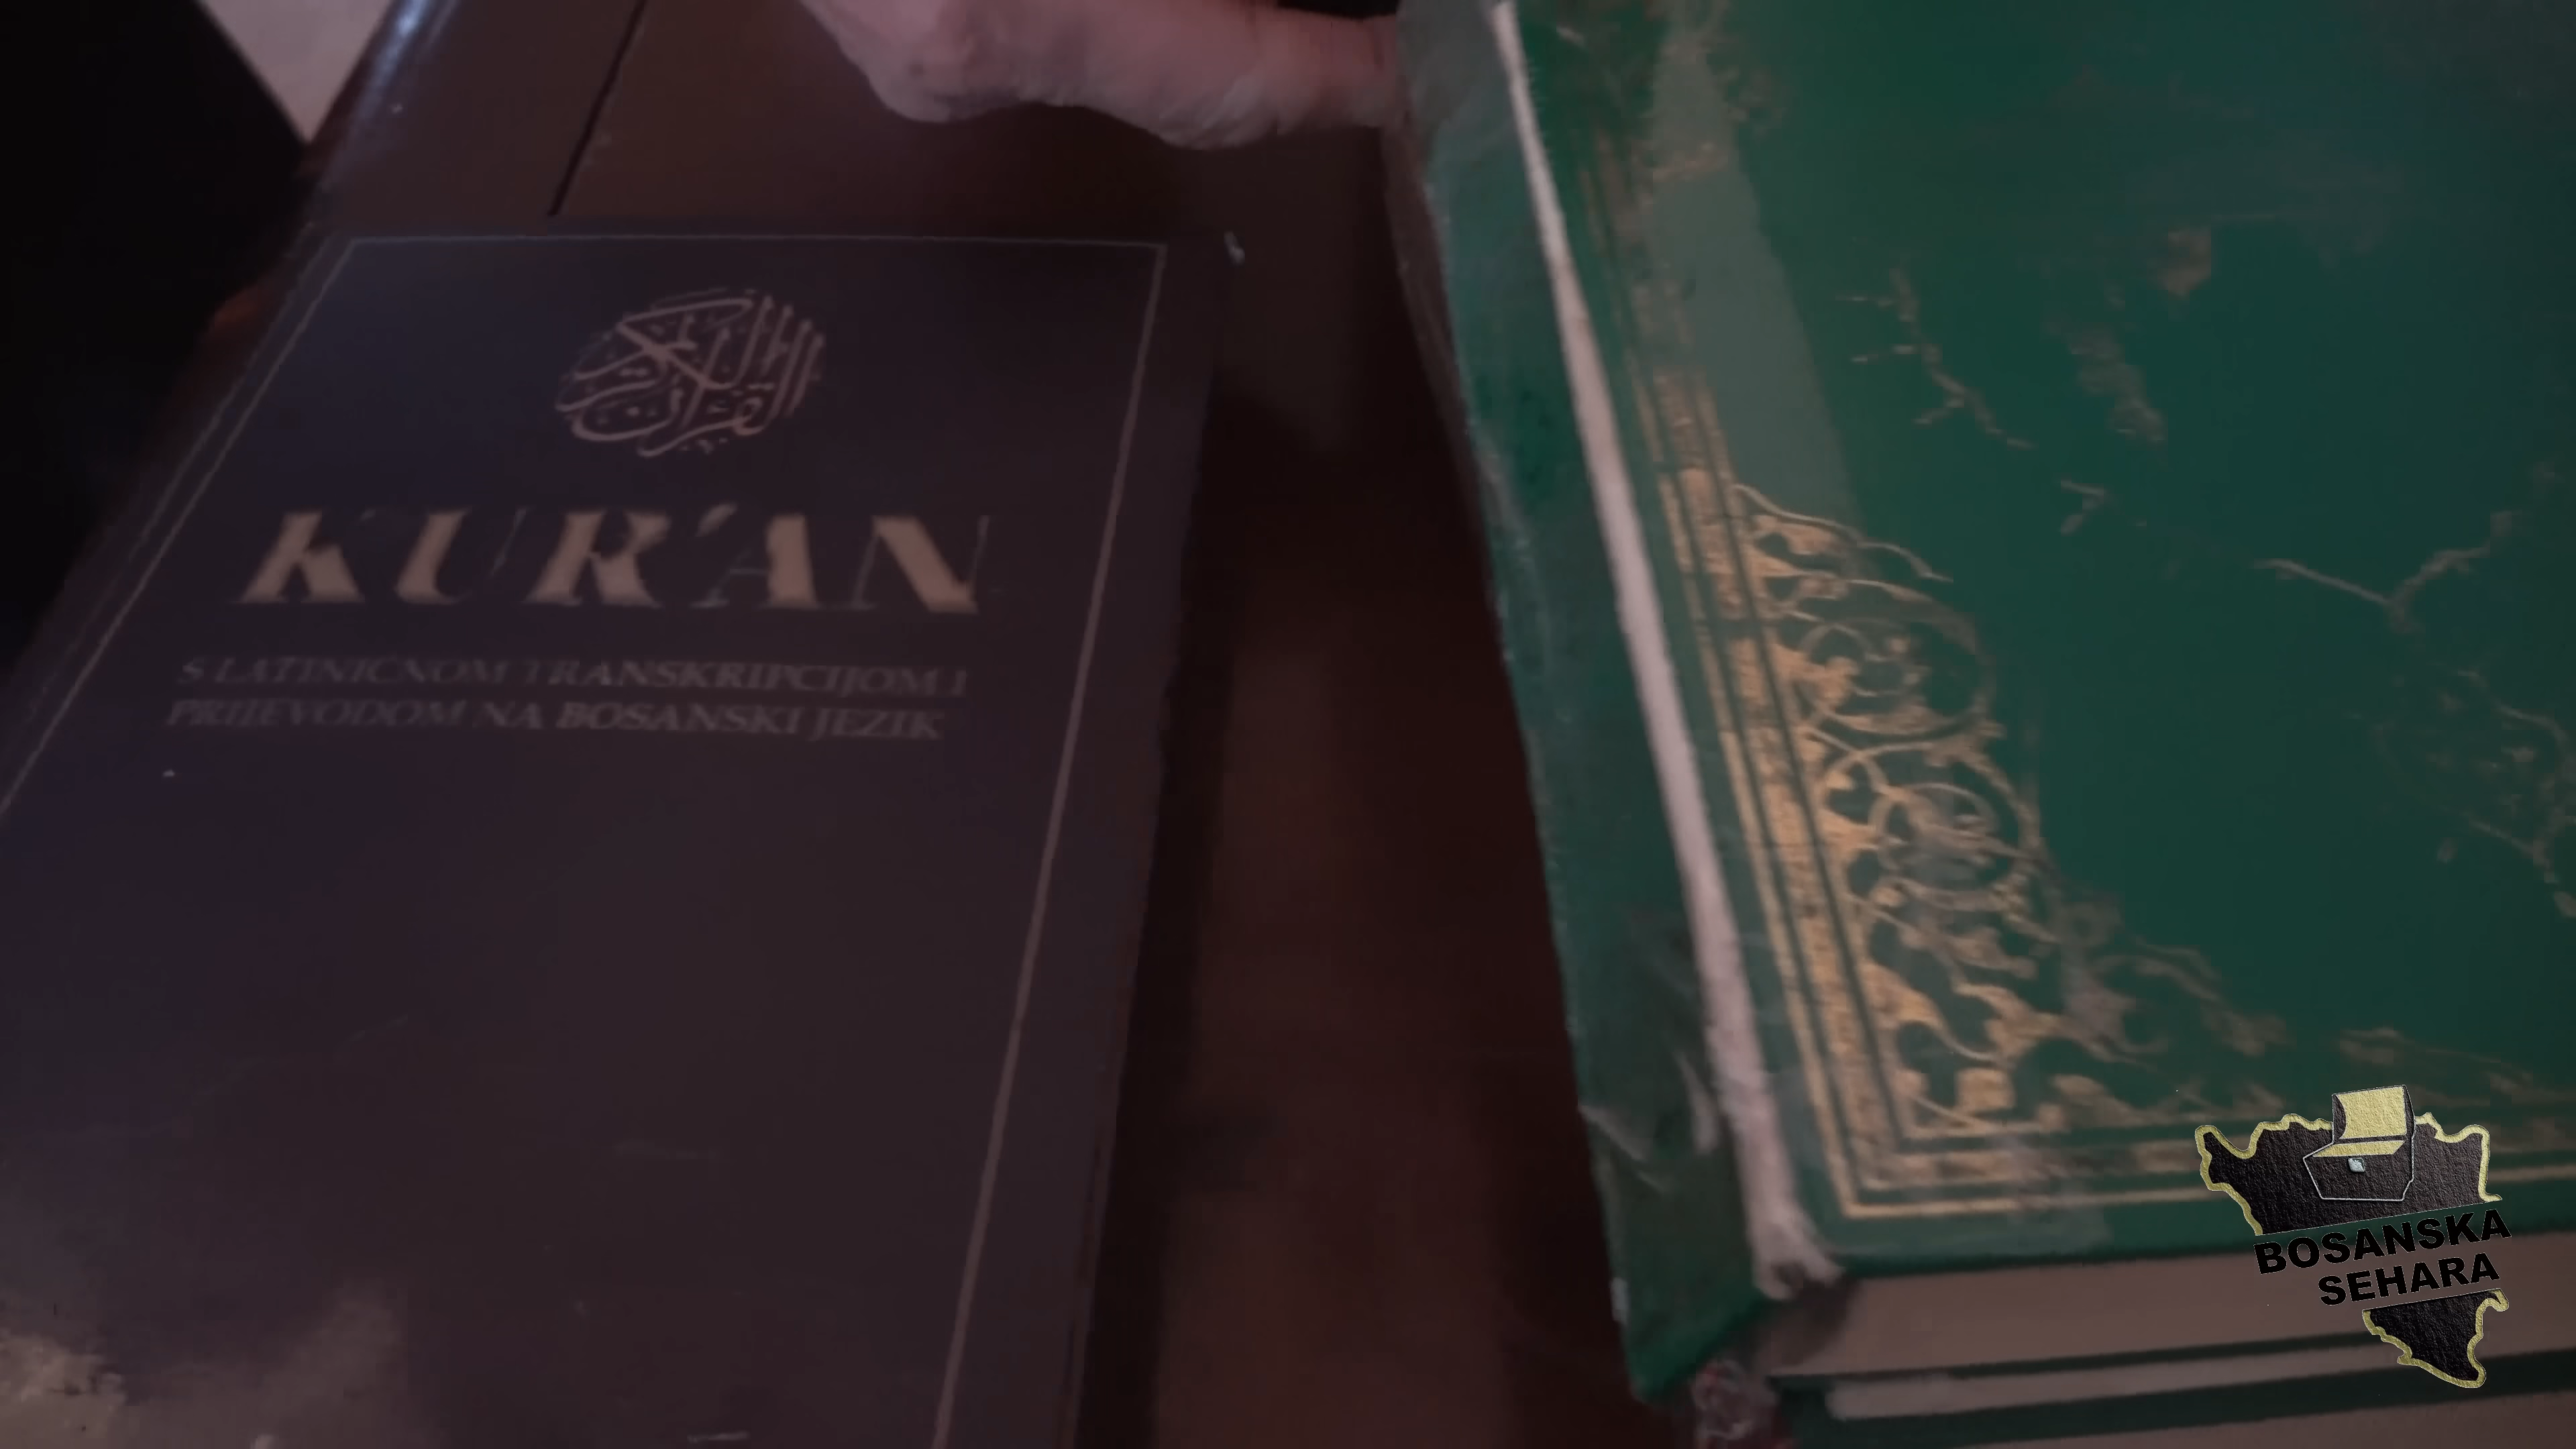 القرآن الكريم
KUR'AN
S LATINIČNOM TRANSKRIPCIJOM I
PRIJEVODOM NA BOSANSKI JEZIK
BOSANSKA
SEHARA